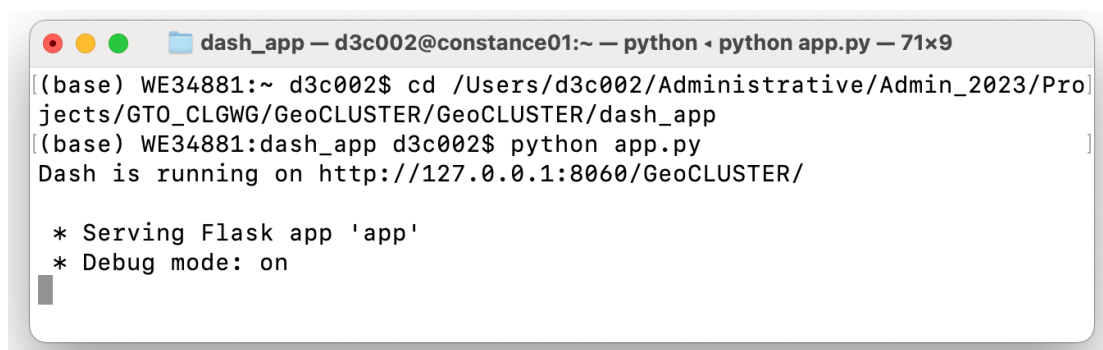 dash_app — d3c002@constance01:~ — python ◂ python app.py — 71×9
[(base) WE34881:~ d3c002$ cd /Users/d3c002/Administrative/Admin_2023/Pro]
jects/GTO_CLGWG/GeoCLUSTER/GeoCLUSTER/dash_app
[(base) WE34881:dash_app d3c002$ python app.py ]
Dash is running on http://127.0.0.1:8060/GeoCLUSTER/
* Serving Flask app 'app'
* Debug mode: on